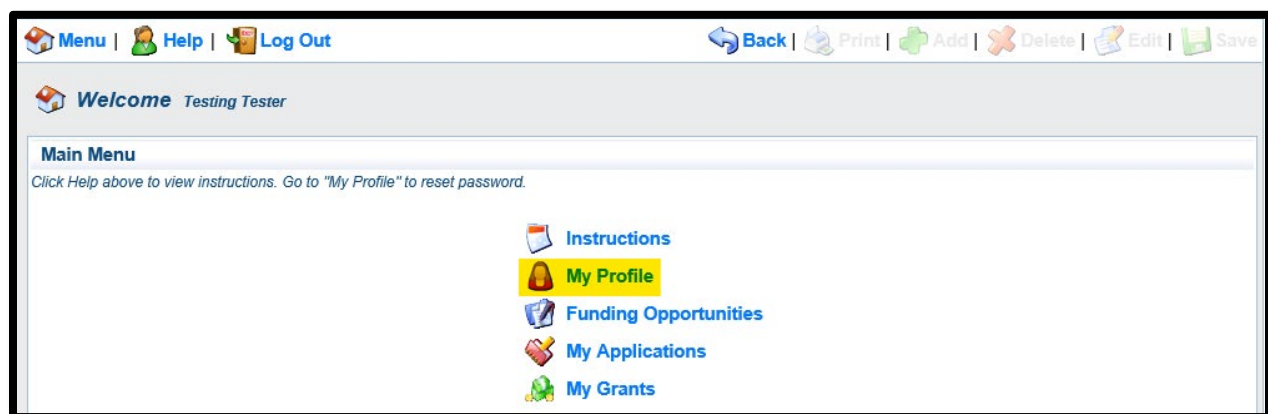 Menu | Help | Log Out
Back | Print | Add | Delete | Edit | Save
Welcome Testing Tester
Main Menu
Click Help above to view instructions. Go to "My Profile" to reset password.
Instructions
My Profile
Funding Opportunities
My Applications
My Grants